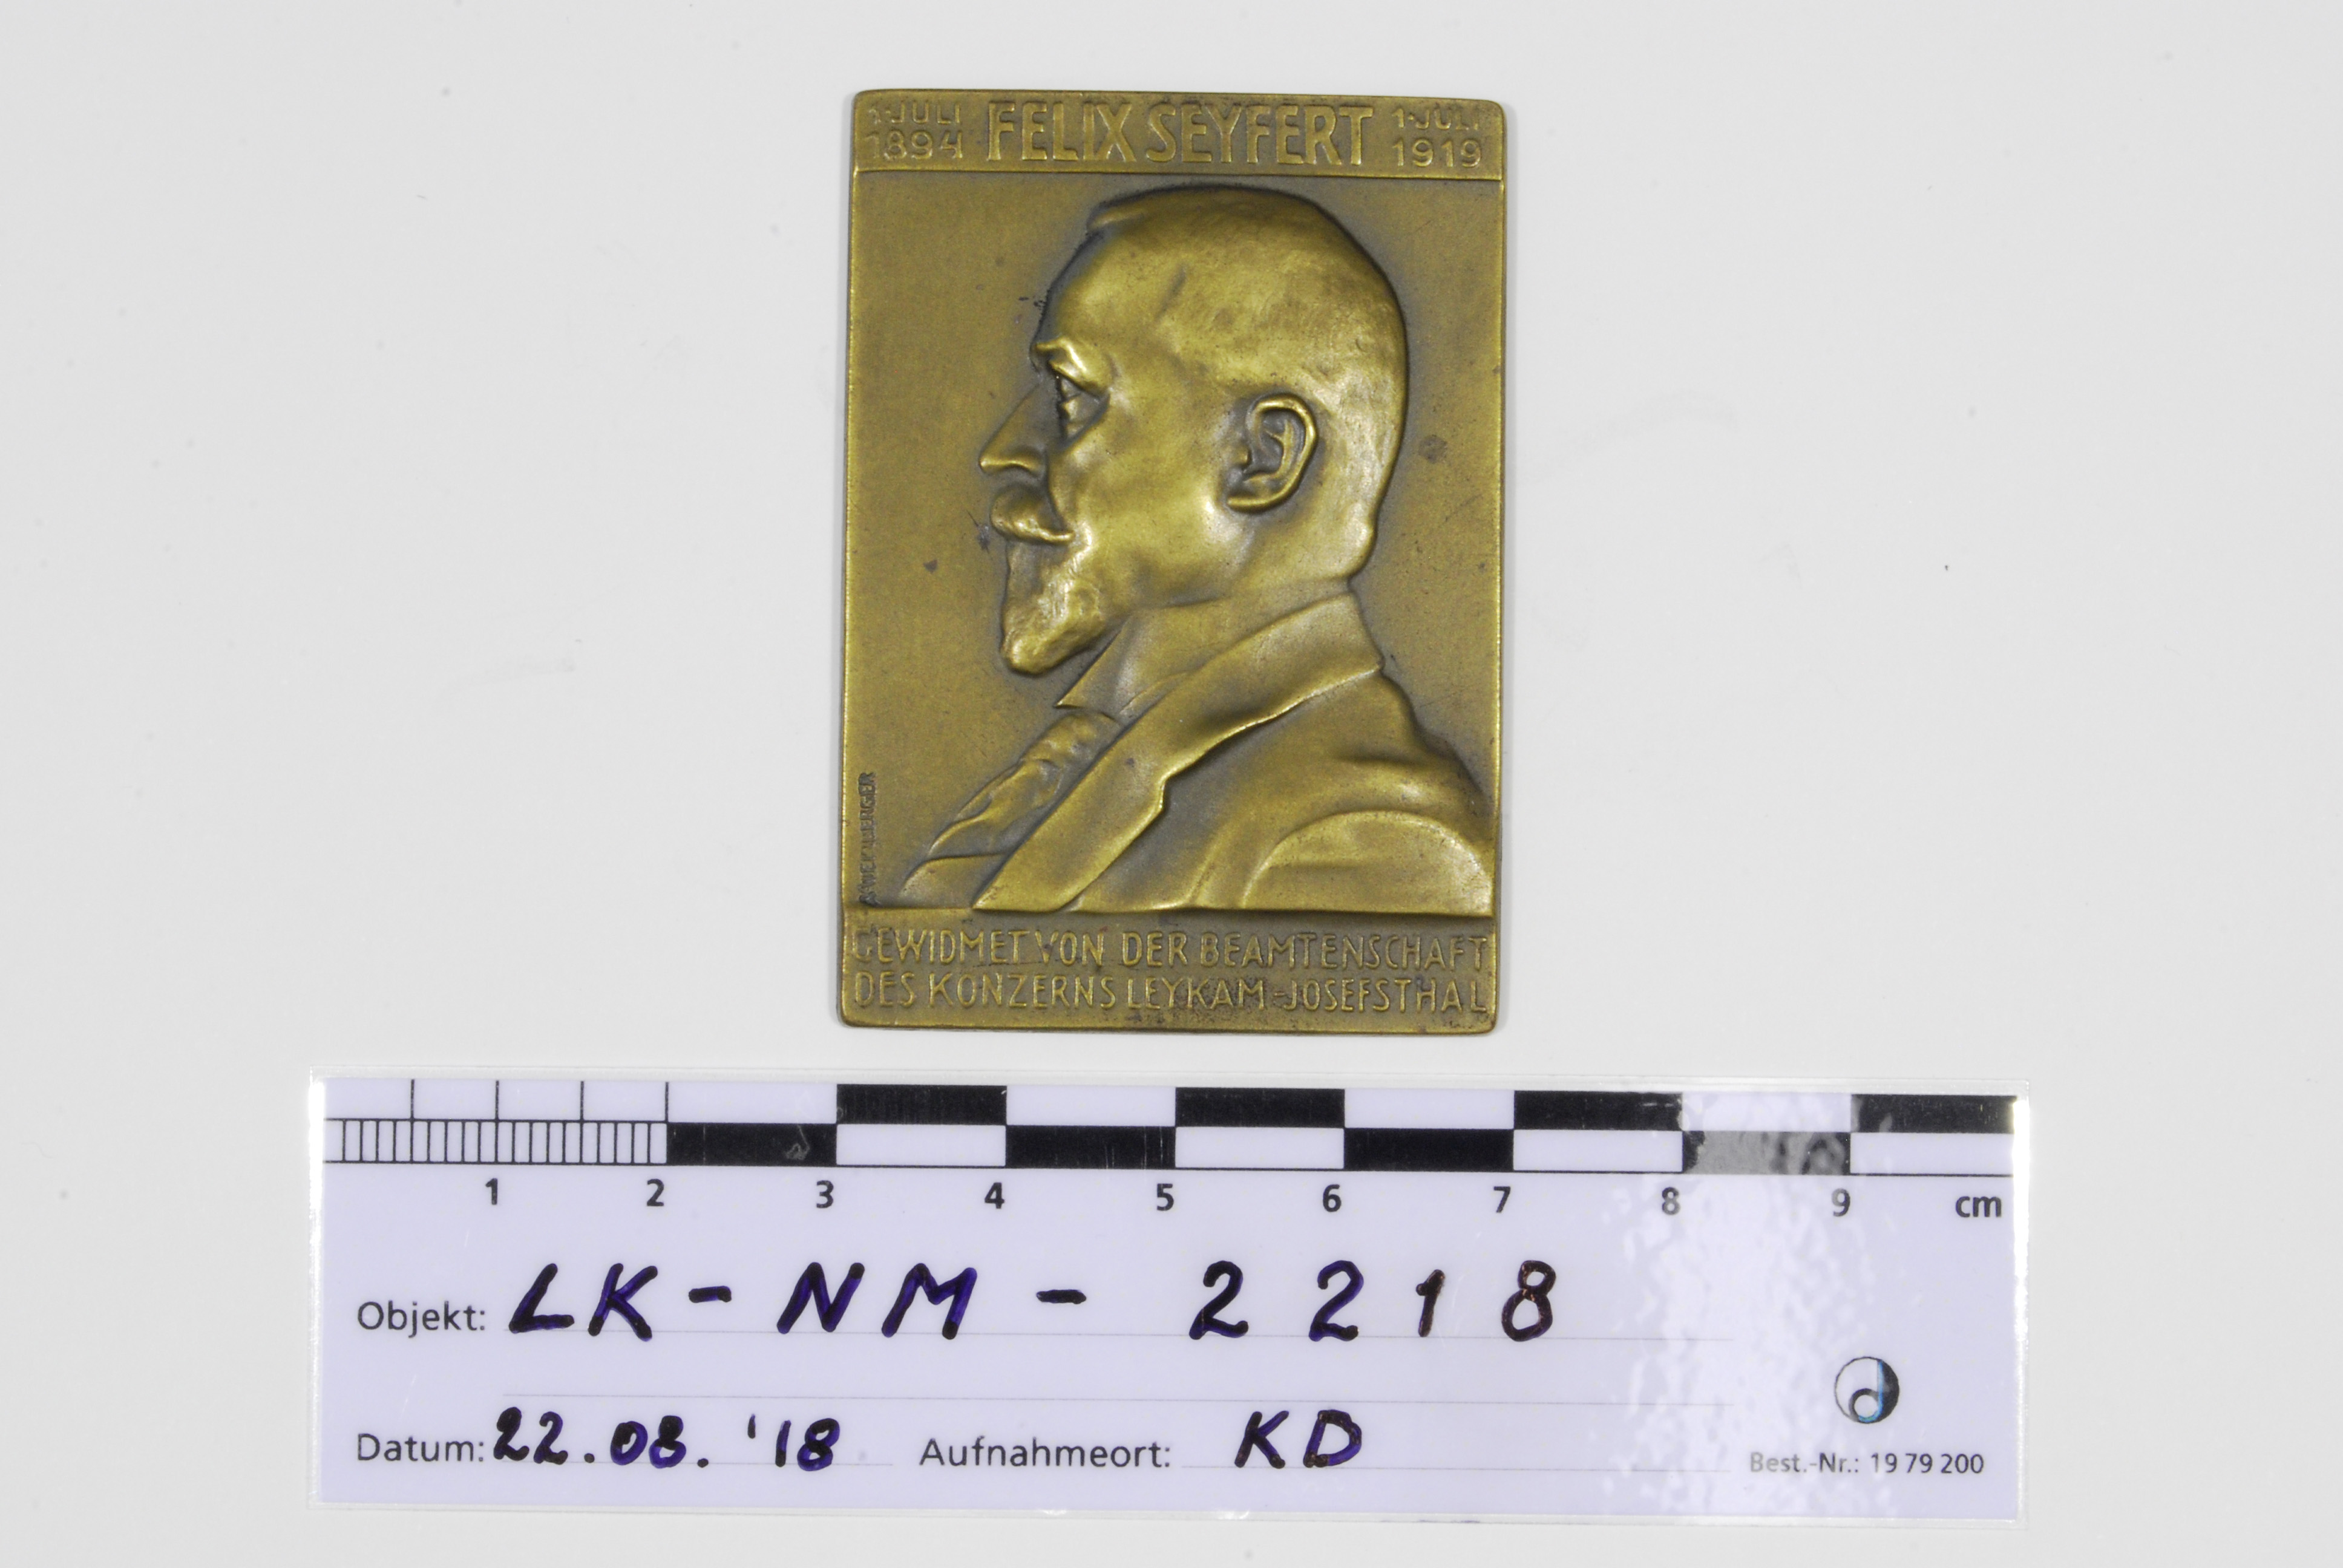 1·JULI
1894
FELIX SEYFERT
1·JULI
1919
GEWIDMET VON DER BEAMTENSCHAFT
DES KONZERNS LEYKAM-JOSEFSTHAL
1 2 3 4 5 6 7 8 9 cm
Objekt: LK - NM - 2218
Datum: 22.08. '18 Aufnahmeort: KD
Best.-Nr.: 19 79 200